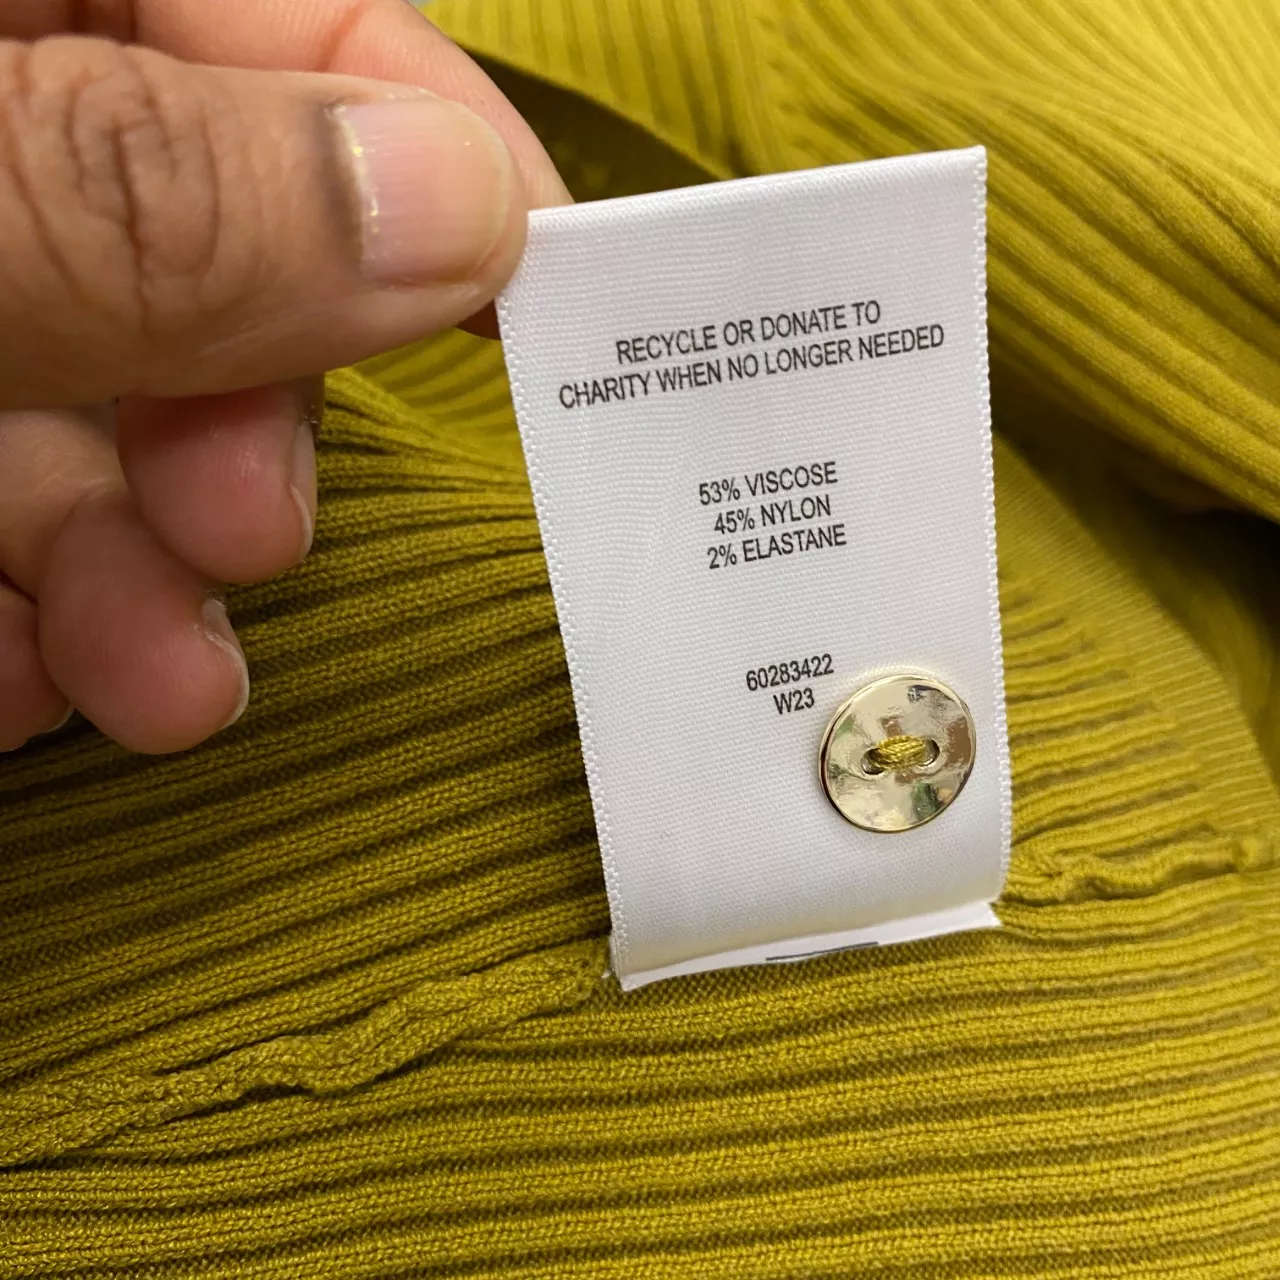 RECYCLE OR DONATE TO
CHARITY WHEN NO LONGER NEEDED
53% VISCOSE
45% NYLON
2% ELASTANE
60283422
W23